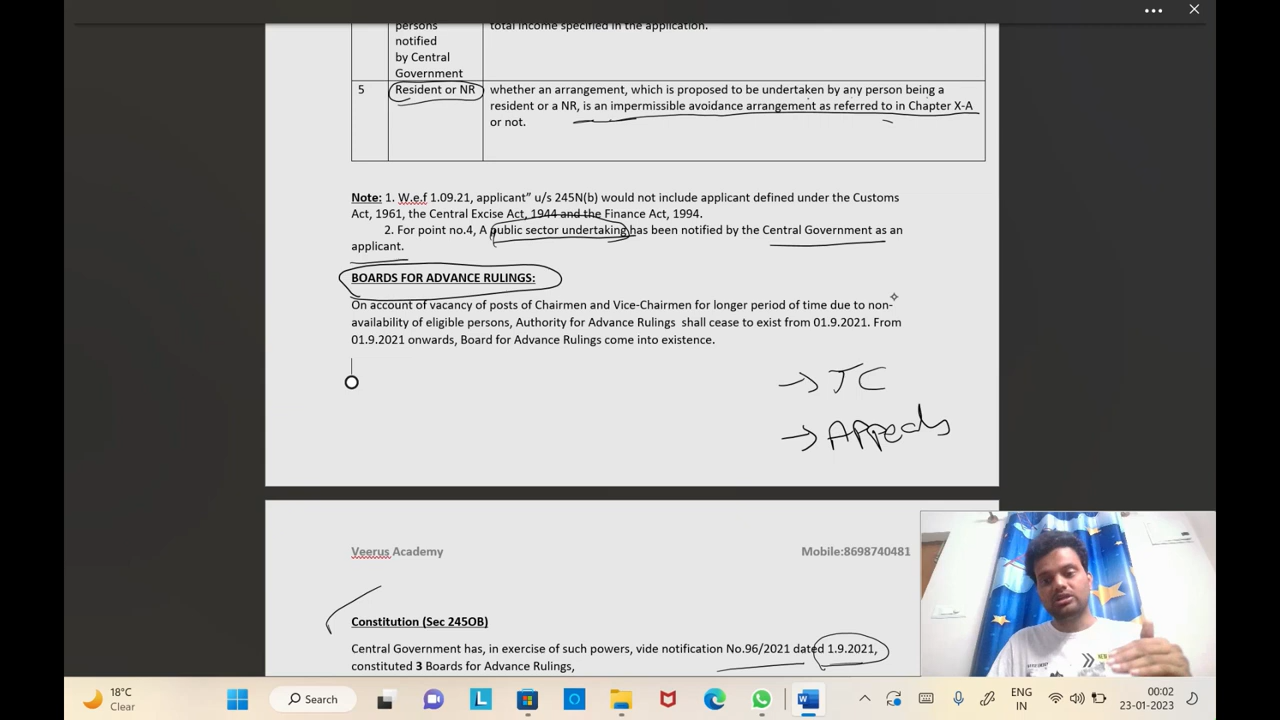 persons
notified
by Central
Government
total income specified in the application.
5
Resident or NR
whether an arrangement, which is proposed to be undertaken by any person being a
resident or a NR, is an impermissible avoidance arrangement as referred to in Chapter X-A
or not.
Note: 1. W.e.f 1.09.21, applicant” u/s 245N(b) would not include applicant defined under the Customs
Act, 1961, the Central Excise Act, 1944 and the Finance Act, 1994.
2. For point no.4, A public sector undertaking has been notified by the Central Government as an
applicant.
BOARDS FOR ADVANCE RULINGS:
On account of vacancy of posts of Chairmen and Vice-Chairmen for longer period of time due to non-
availability of eligible persons, Authority for Advance Rulings shall cease to exist from 01.9.2021. From
01.9.2021 onwards, Board for Advance Rulings come into existence.
→ JC
→ Appeals
Veerus Academy
Mobile:8698740481
Constitution (Sec 245OB)
Central Government has, in exercise of such powers, vide notification No.96/2021 dated 1.9.2021,
constituted 3 Boards for Advance Rulings,
18°C
Clear
Search
ENG
IN
00:02
23-01-2023